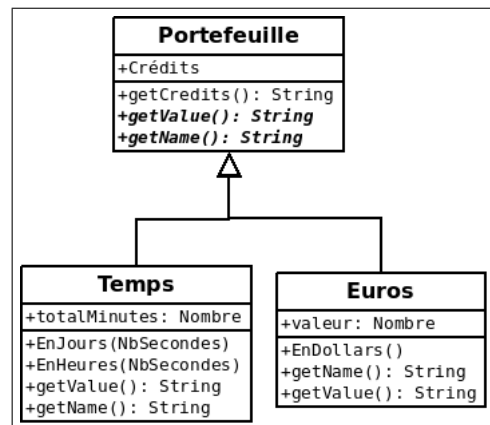 Portefeuille
+Crédits
+getCredits(): String
+getValue(): String
+getName(): String
Temps
+totalMinutes: Nombre
+EnJours(NbSecondes)
+EnHeures(NbSecondes)
+getValue(): String
+getName(): String
Euros
+valeur: Nombre
+EnDollars()
+getName(): String
+getValue(): String